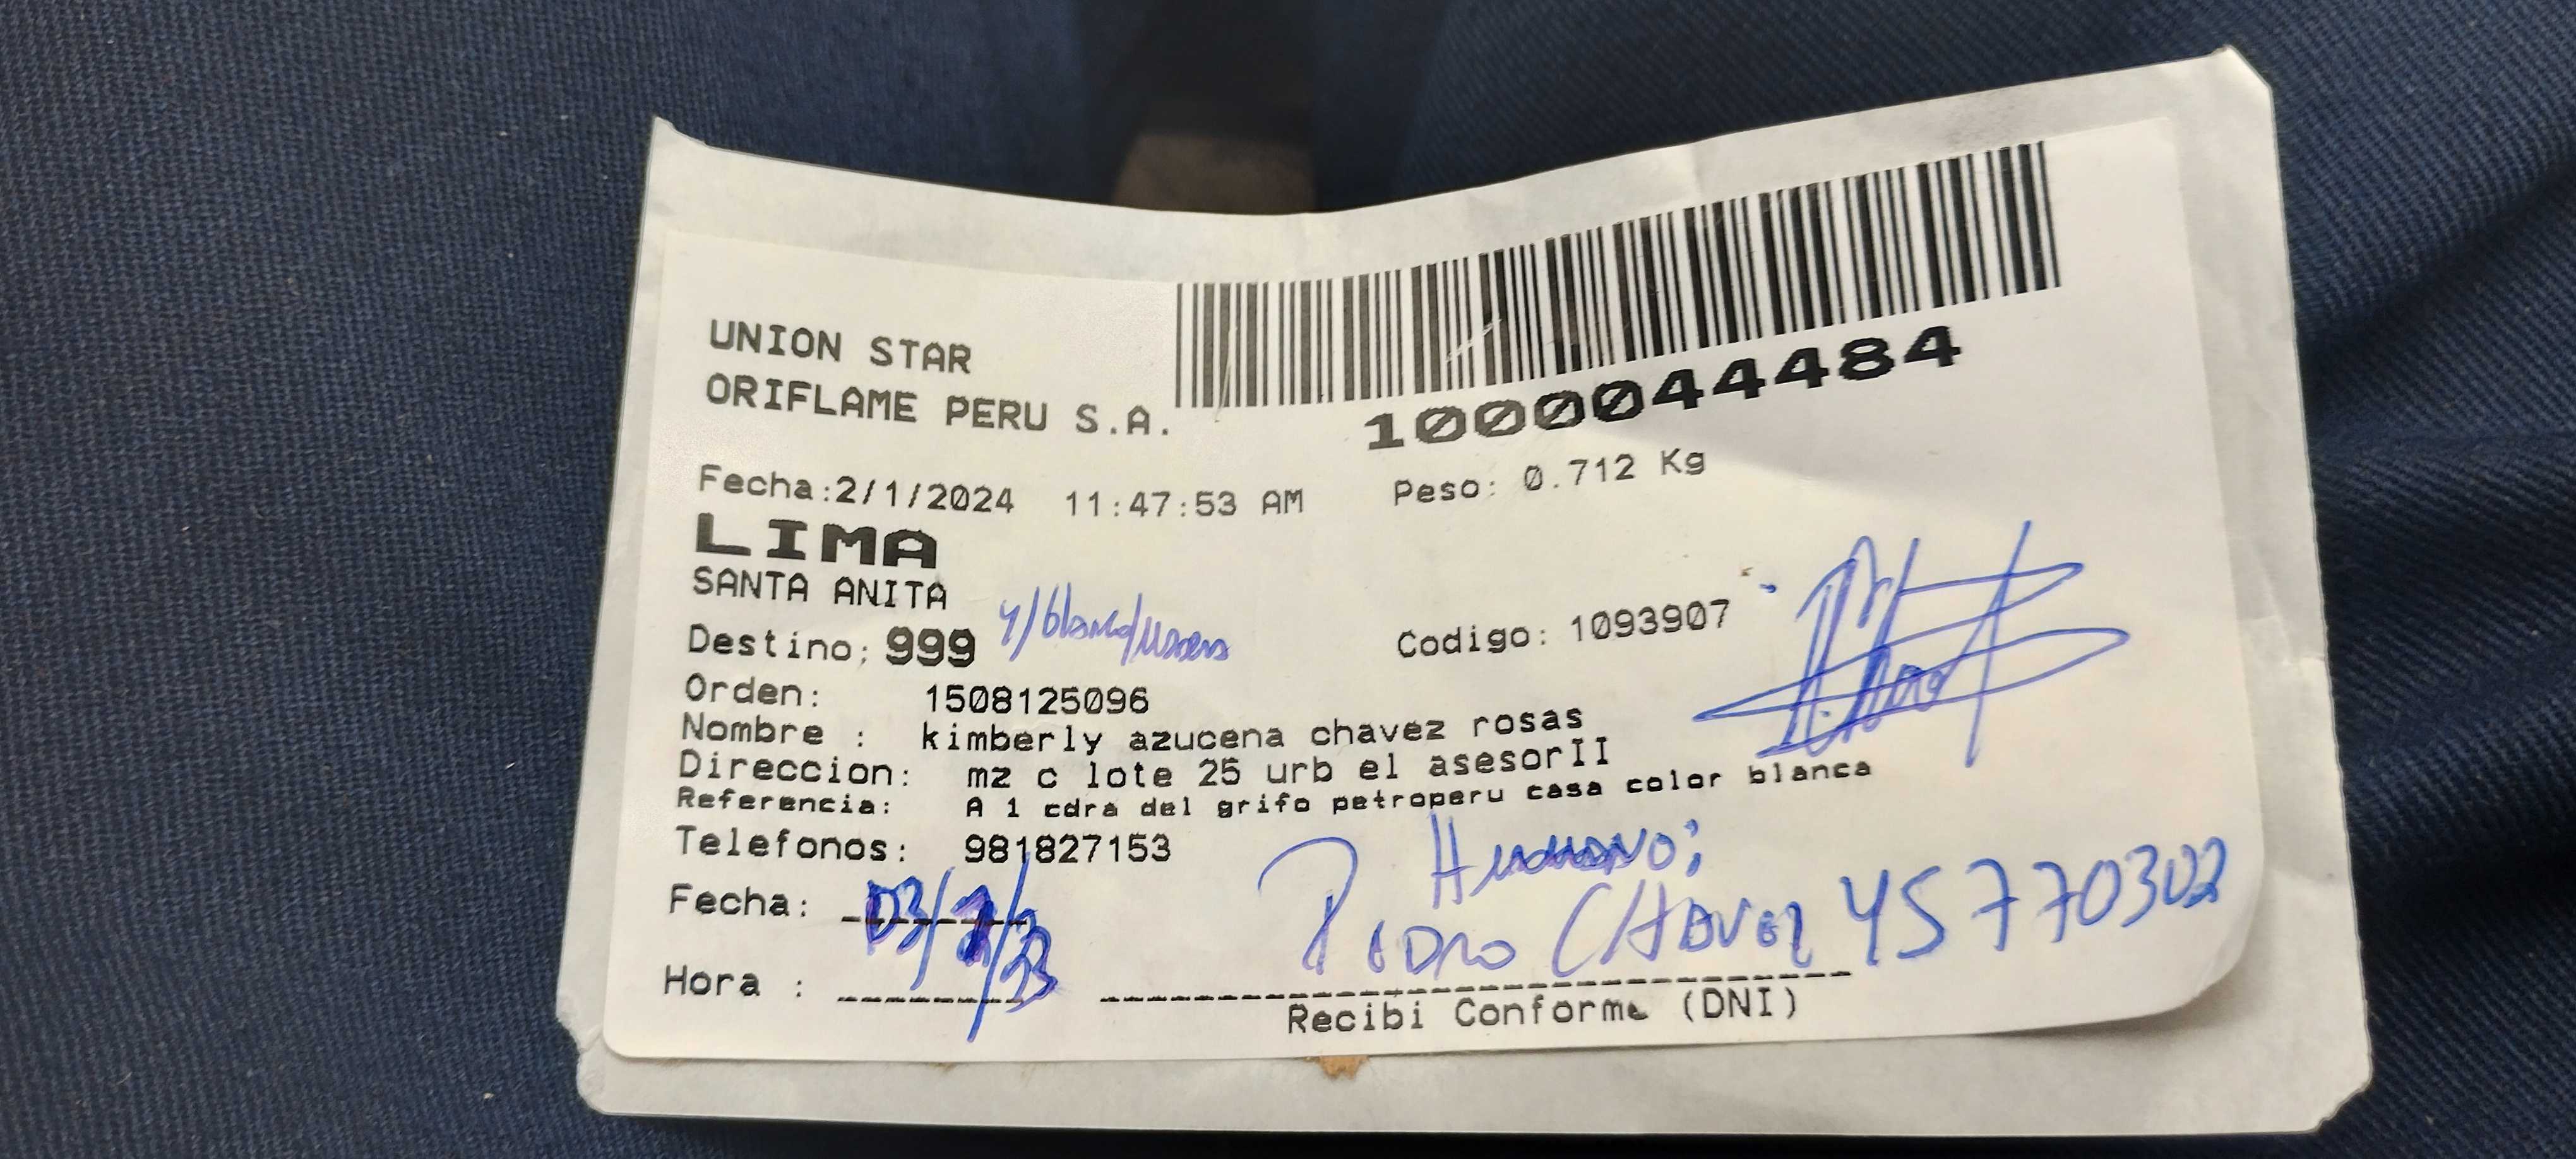 UNION STAR
ORIFLAME PERU S.A.
1000044484
Fecha:2/1/2024 11:47:53 AM Peso: 0.712 Kg
LIMA
SANTA ANITA
Destino: 999 Codigo: 1093907
Orden: 1508125096
Nombre : kimberly azucena chavez rosas
Direccion: mz c lote 25 urb el asesorII
Referencia: A 1 cdra del grifo petroperu casa color blanca
Telefonos: 981827153
Fecha: 03/
Hora :
Pedro CHAVEZ 45770302
Recibi Conforme (DNI)